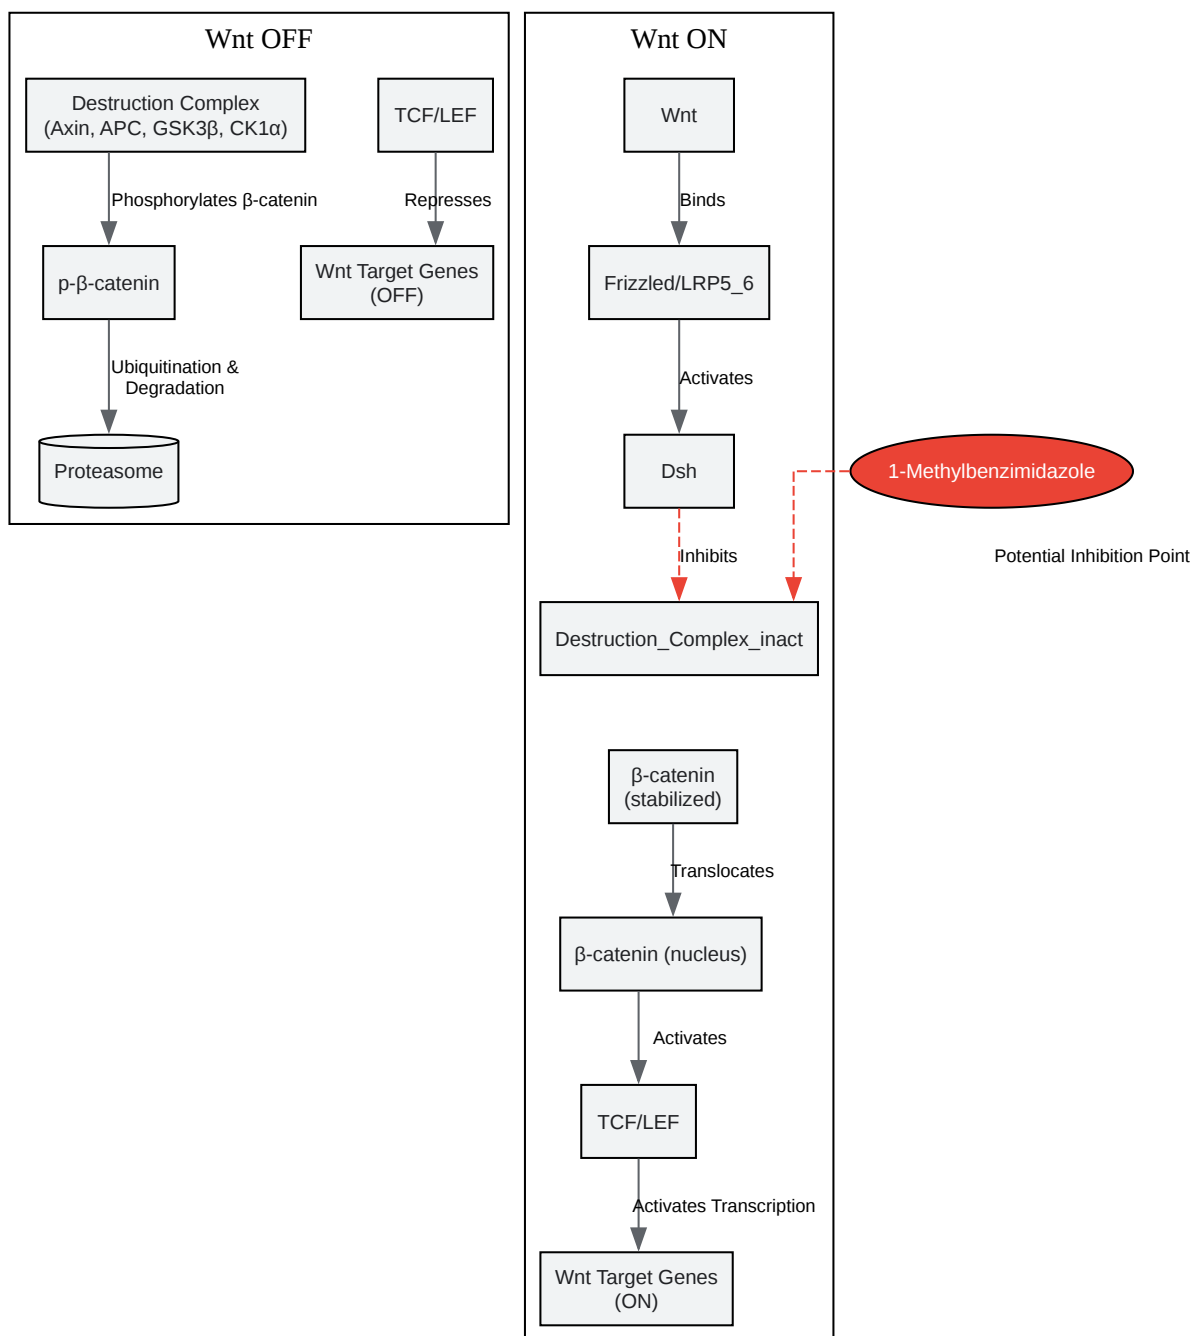 Wnt OFF
Destruction Complex
(Axin, APC, GSK3β, CK1α)
TCF/LEF
Phosphorylates β-catenin
Represses
p-β-catenin
Wnt Target Genes
(OFF)
Ubiquitination &
Degradation
Proteasome
Wnt ON
Wnt
Binds
Frizzled/LRP5_6
Activates
Dsh
1-Methylbenzimidazole
Inhibits
Potential Inhibition Point
Destruction_Complex_inact
β-catenin
(stabilized)
Translocates
β-catenin (nucleus)
Activates
TCF/LEF
Activates Transcription
Wnt Target Genes
(ON)